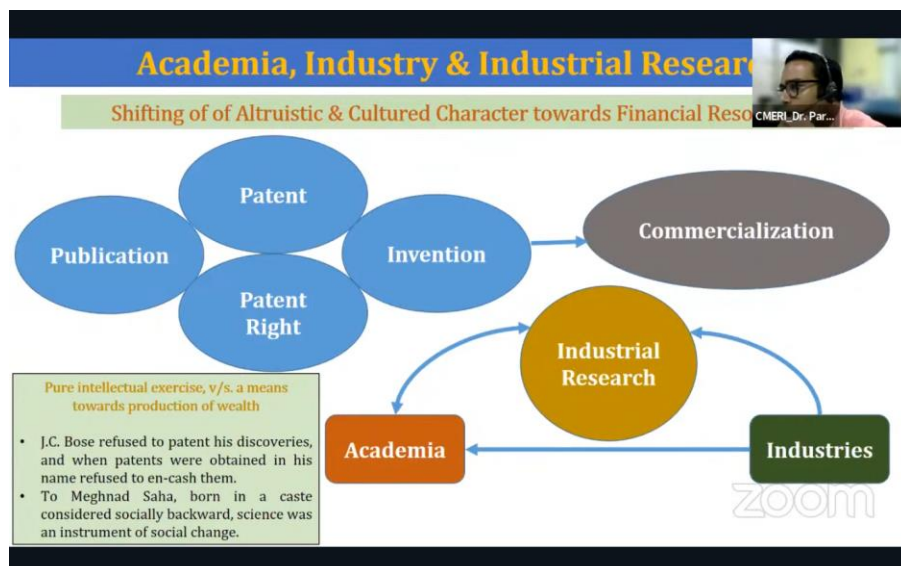 Academia, Industry & Industrial
Shifting of of Altruistic & Cultured Character towards Financial
CMERI_Dr. Par...
Patent
Publication
Invention
Patent
Right
Commercialization
Industrial
Research
Pure intellectual exercise, v/s. a means
towards production of wealth
• J.C. Bose refused to patent his discoveries,
and when patents were obtained in his
name refused to en-cash them.
• To Meghnad Saha, born in a caste
considered socially backward, science was
an instrument of social change.
Academia
Industries
zoom